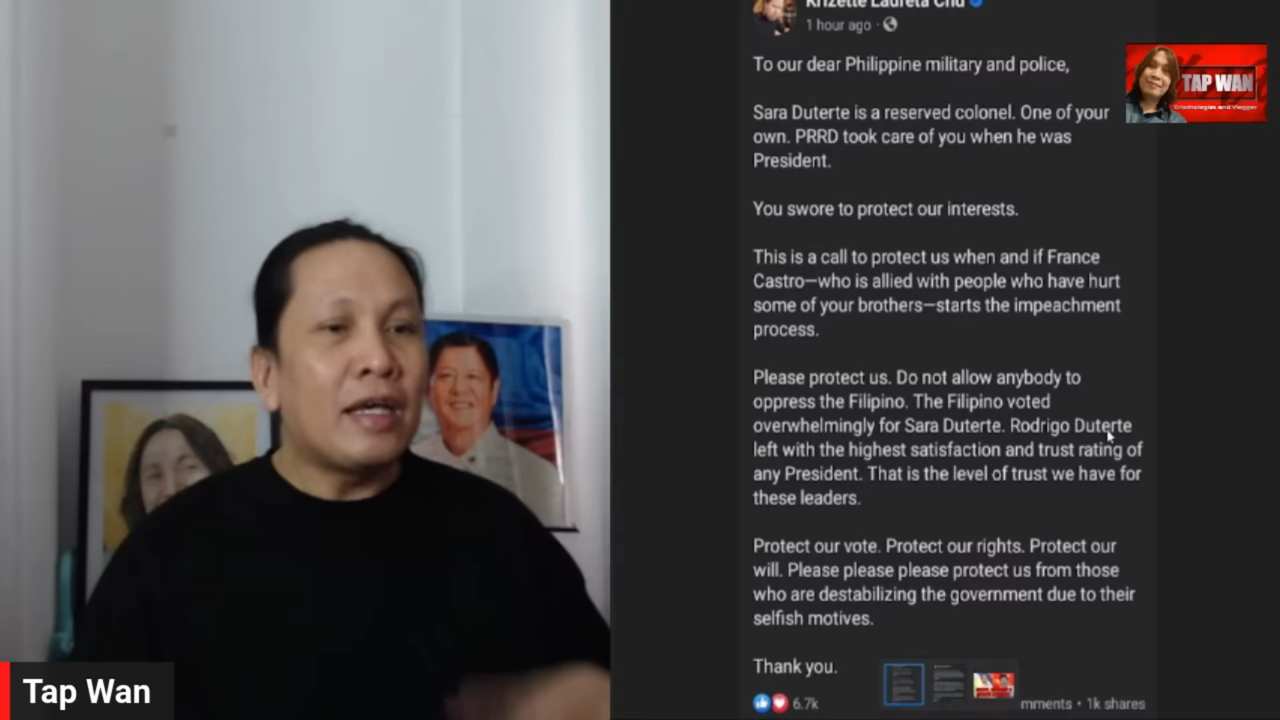 Krizette Laureta Chu
1 hour ago ·
To our dear Philippine military and police,
Sara Duterte is a reserved colonel. One of your
own. PRRD took care of you when he was
President.
You swore to protect our interests.
This is a call to protect us when and if France
Castro—who is allied with people who have hurt
some of your brothers—starts the impeachment
process.
Please protect us. Do not allow anybody to
oppress the Filipino. The Filipino voted
overwhelmingly for Sara Duterte. Rodrigo Duterte
left with the highest satisfaction and trust rating of
any President. That is the level of trust we have for
these leaders.
Protect our vote. Protect our rights. Protect our
will. Please please please protect us from those
who are destabilizing the government due to their
selfish motives.
Thank you.
6.7k
mments • 1k shares
TAP WAN
Criminologist and Vlogger
Tap Wan